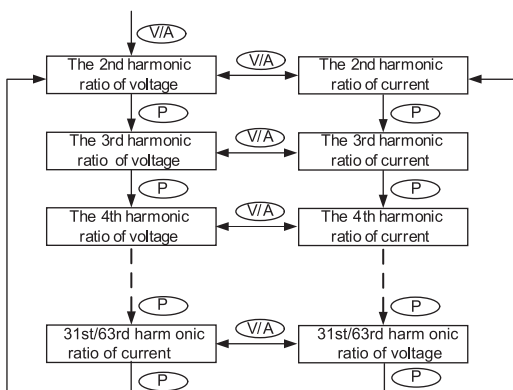 V/A
The 2nd harmonic
ratio of voltage
V/A
The 2nd harmonic
ratio of current
P
P
The 3rd harmonic
ratio of voltage
V/A
The 3rd harmonic
ratio of current
P
P
The 4th harmonic
ratio of voltage
V/A
The 4th harmonic
ratio of current
P
P
31st/63rd harm onic
ratio of current
V/A
31st/63rd harm onic
ratio of voltage
P
P